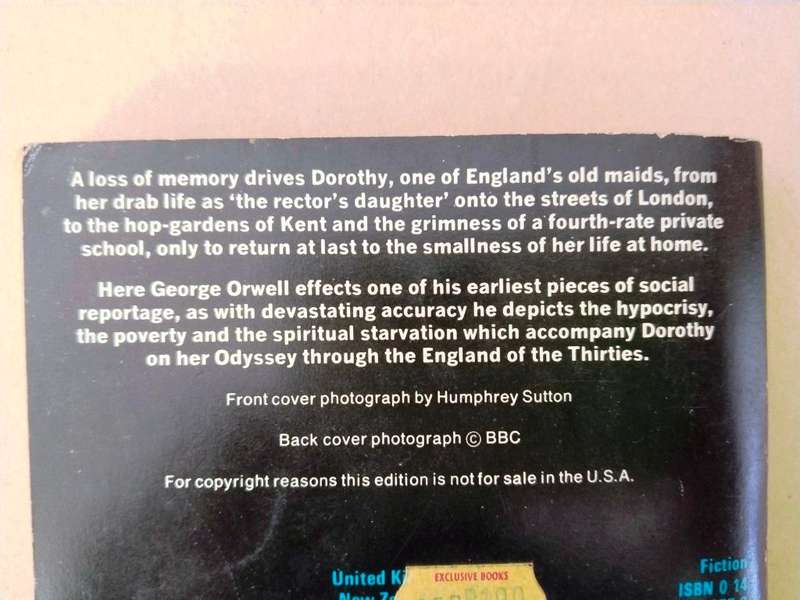 A loss of memory drives Dorothy, one of England's old maids, from
her drab life as 'the rector's daughter' onto the streets of London,
to the hop-gardens of Kent and the grimness of a fourth-rate private
school, only to return at last to the smallness of her life at home.
Here George Orwell effects one of his earliest pieces of social
reportage, as with devastating accuracy he depicts the hypocrisy,
the poverty and the spiritual starvation which accompany Dorothy
on her Odyssey through the England of the Thirties.
Front cover photograph by Humphrey Sutton
Back cover photograph © BBC
For copyright reasons this edition is not for sale in the U.S.A.
United
EXCLUSIVE BOOKS
Fiction
New
ISBN 0 14